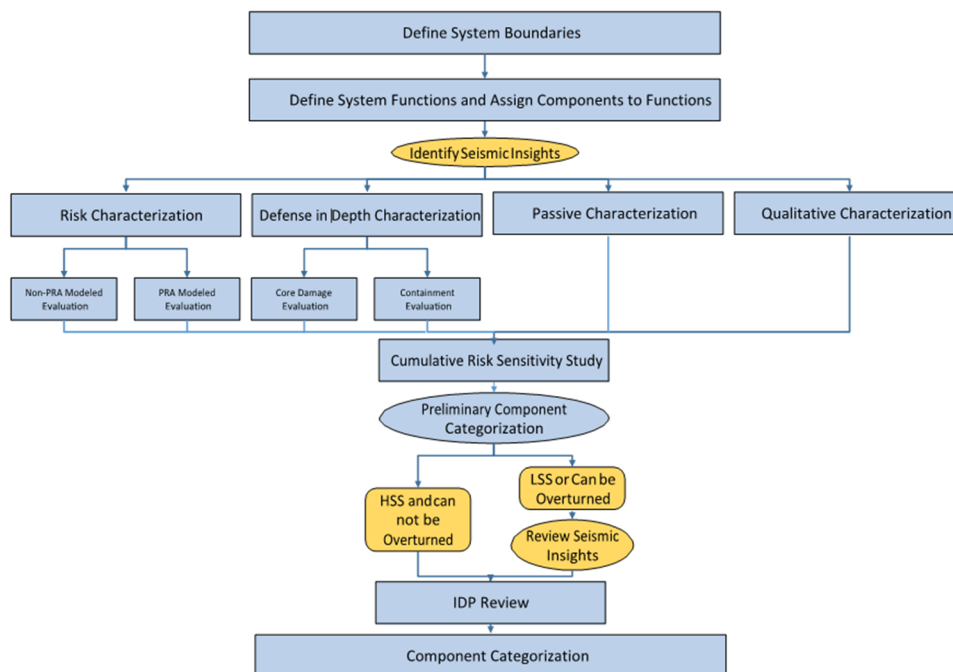 Define System Boundaries
Define System Functions and Assign Components to Functions
Identify Seismic Insights
Risk Characterization
Defense in Depth Characterization
Passive Characterization
Qualitative Characterization
Non-PRA Modeled
Evaluation
PRA Modeled
Evaluation
Core Damage
Evaluation
Containment
Evaluation
Cumulative Risk Sensitivity Study
Preliminary Component
Categorization
HSS and can
not be
Overturned
LSS or Can be
Overturned
Review Seismic
Insights
IDP Review
Component Categorization